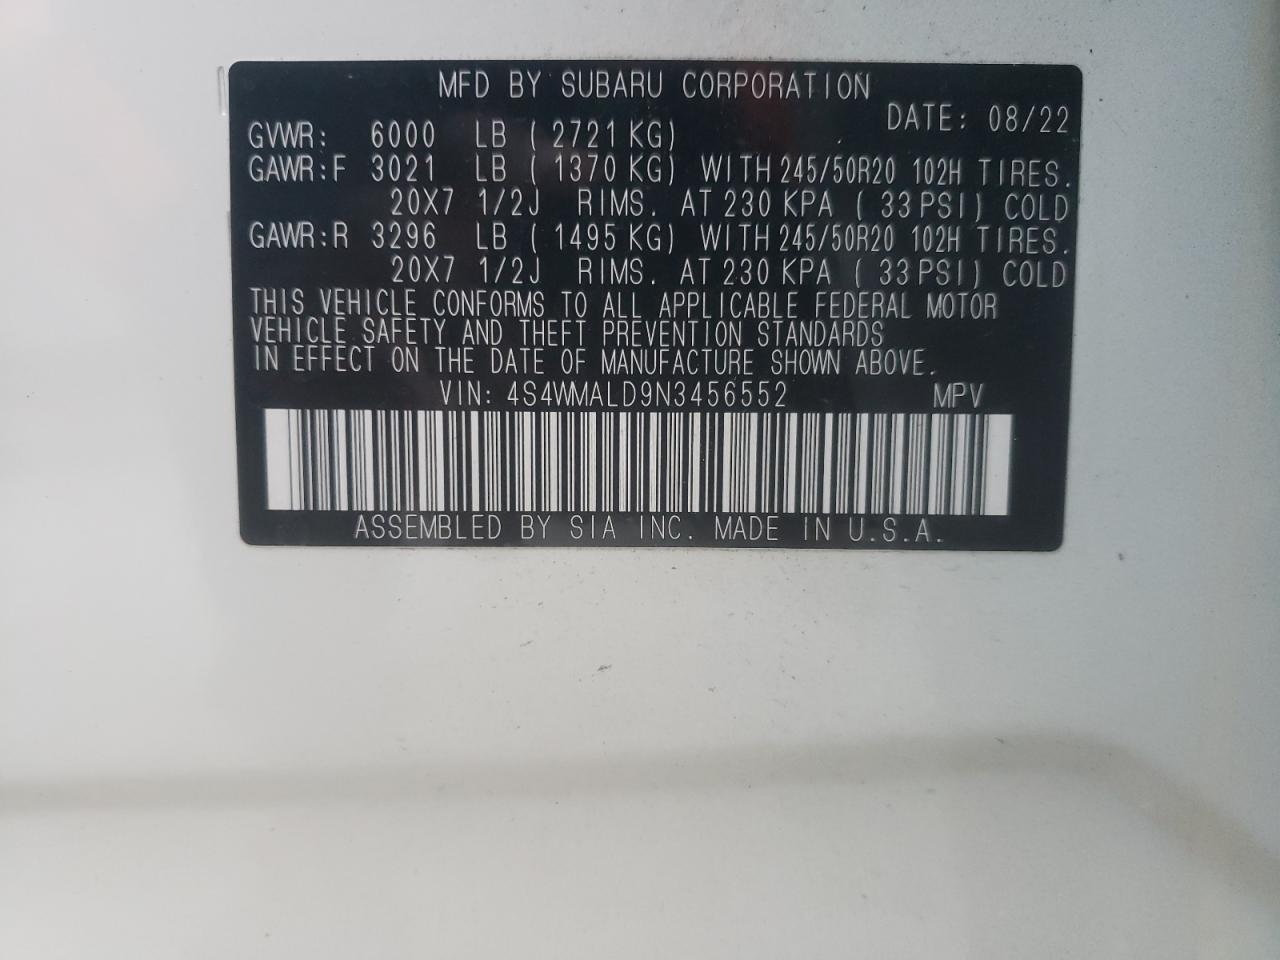 MFD BY SUBARU CORPORATION
DATE: 08/22
GVWR: 6000 LB ( 2721 KG)
GAWR:F 3021 LB ( 1370 KG) WITH 245/50R20 102H TIRES.
20X7 1/2J RIMS. AT 230 KPA ( 33 PSI) COLD
GAWR:R 3296 LB ( 1495 KG) WITH 245/50R20 102H TIRES.
20X7 1/2J RIMS. AT 230 KPA ( 33 PSI) COLD
THIS VEHICLE CONFORMS TO ALL APPLICABLE FEDERAL MOTOR
VEHICLE SAFETY AND THEFT PREVENTION STANDARDS
IN EFFECT ON THE DATE OF MANUFACTURE SHOWN ABOVE.
VIN: 4S4WMALD9N3456552 MPV
ASSEMBLED BY SIA INC. MADE IN U.S.A.